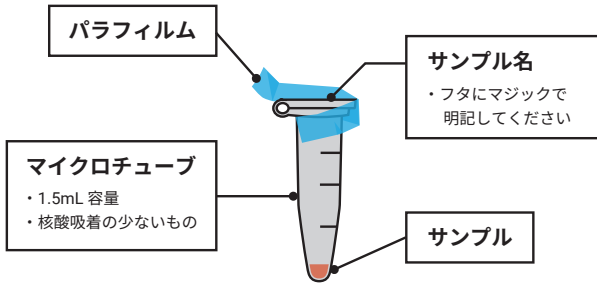 パラフィルム
サンプル名
・フタにマジックで
明記してください
マイクロチューブ
・1.5mL 容量
・核酸吸着の少ないもの
サンプル